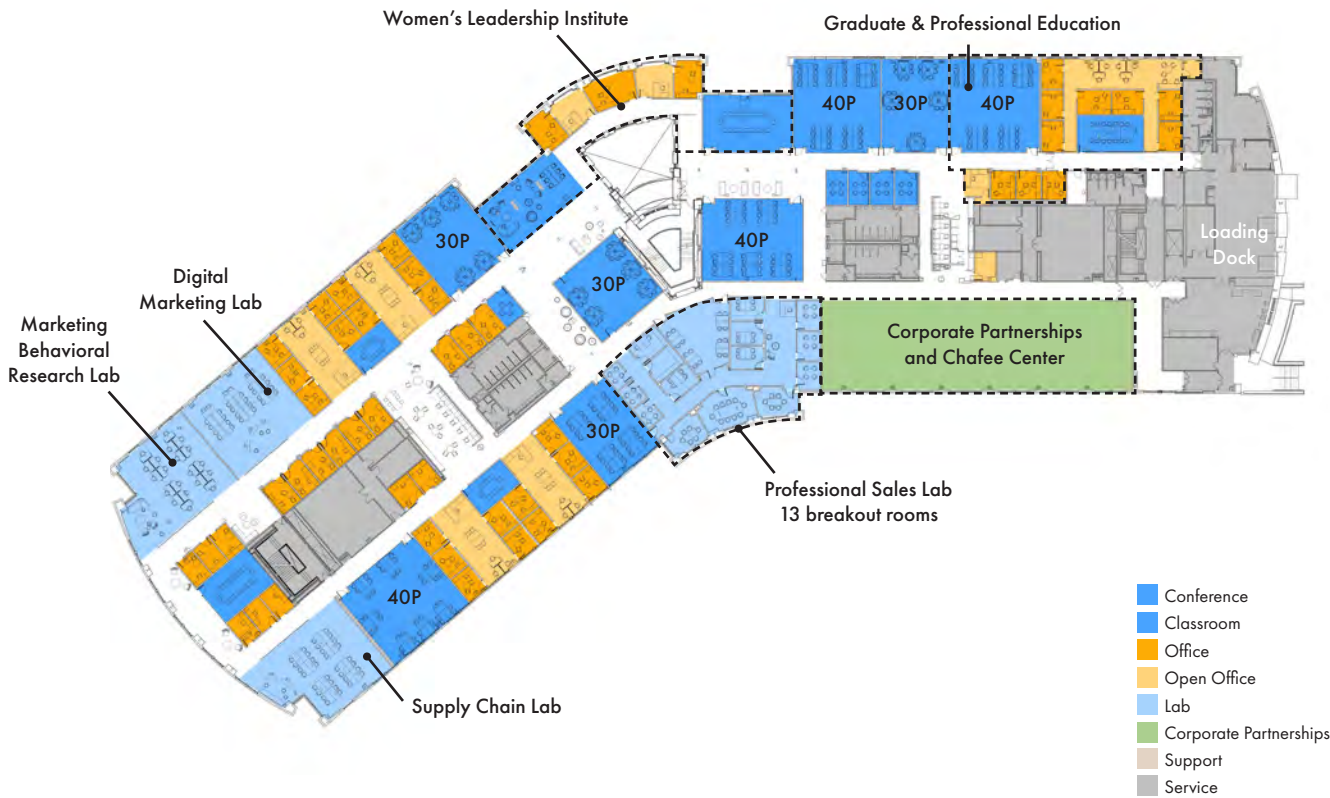 Women’s Leadership Institute
Graduate & Professional Education
40P
30P
40P
30P
40P
Loading
Dock
30P
Digital
Marketing Lab
Marketing
Behavioral
Research Lab
Corporate Partnerships
and Chafee Center
30P
Professional Sales Lab
13 breakout rooms
40P
Supply Chain Lab
Conference
Classroom
Office
Open Office
Lab
Corporate Partnerships
Support
Service